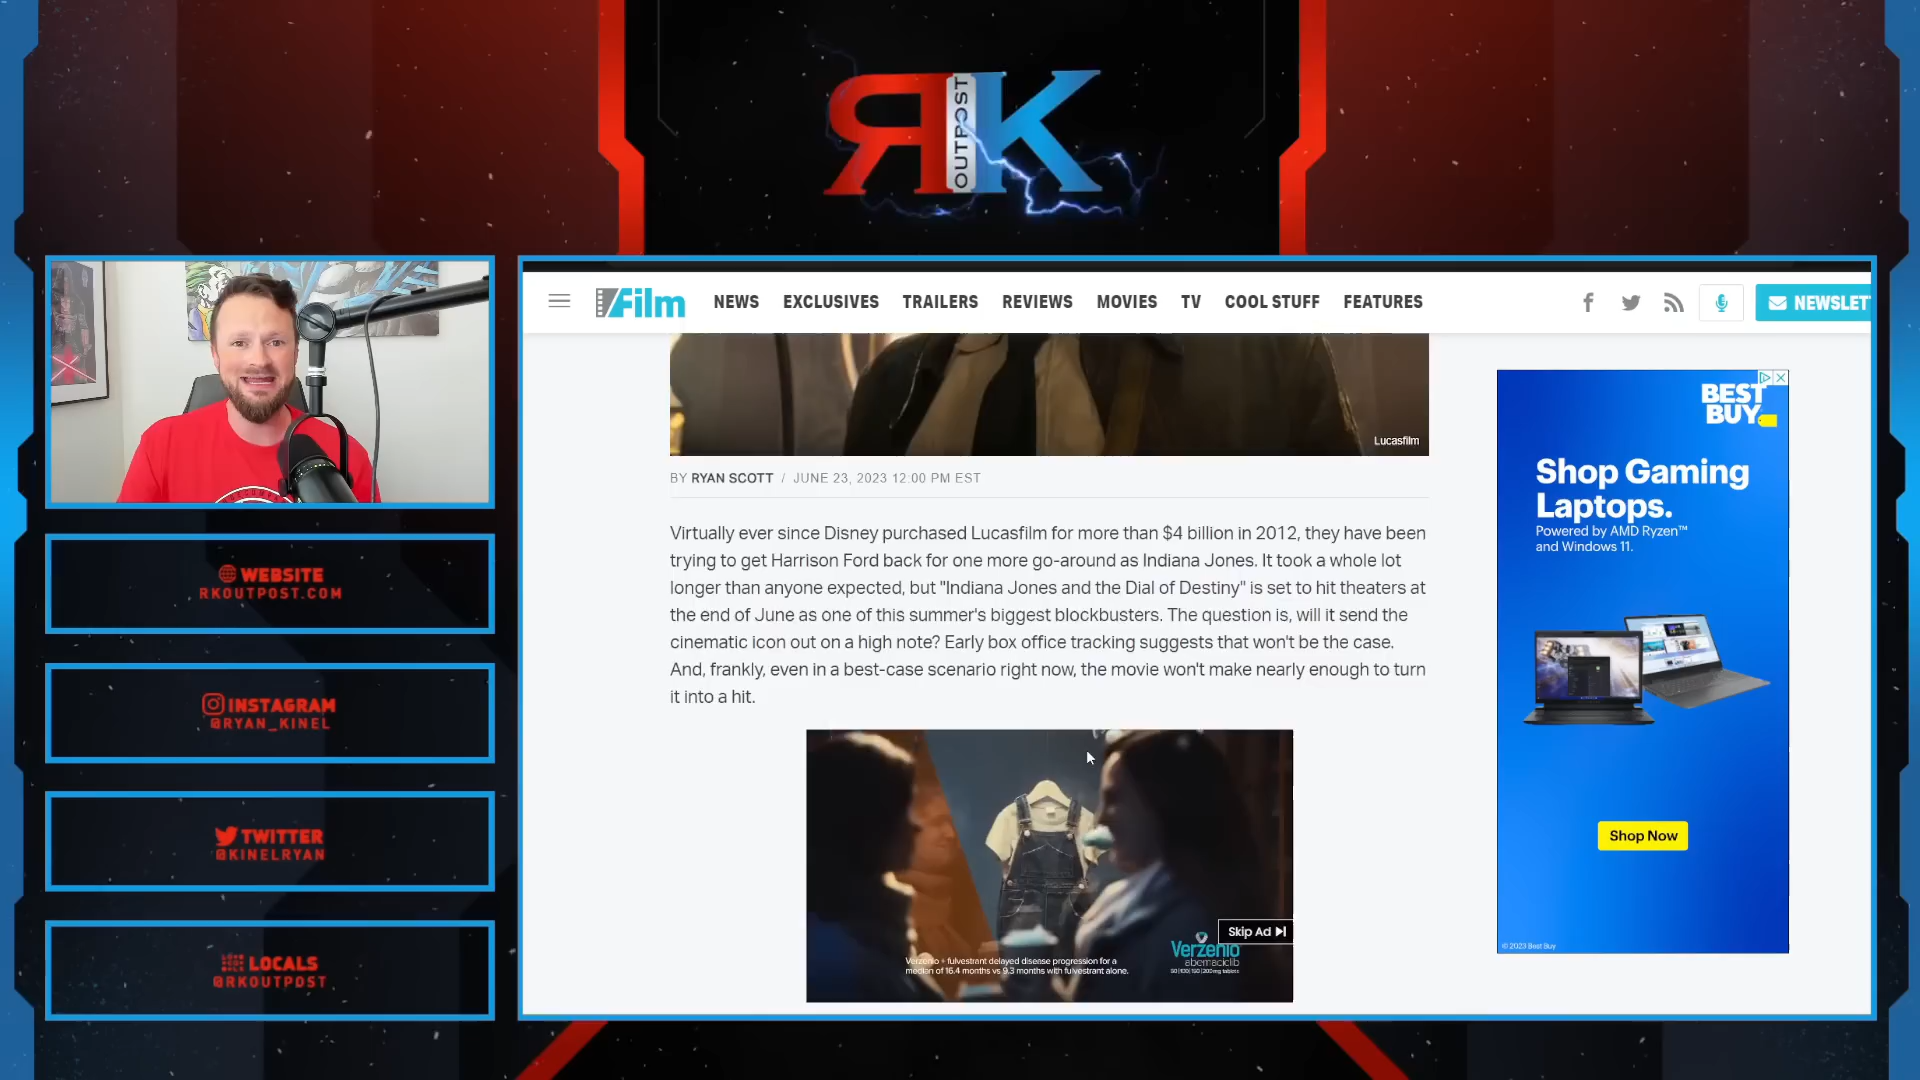 RK
OUTPOST
WEBSITE
RKOUTPOST.COM
INSTAGRAM
@RYAN_KINEL
TWITTER
@KINELRYAN
LOCALS
@RKOUTPOST
/Film
NEWS EXCLUSIVES TRAILERS REVIEWS MOVIES TV COOL STUFF FEATURES
NEWSLET
Lucasfilm
BY RYAN SCOTT / JUNE 23, 2023 12:00 PM EST
Virtually ever since Disney purchased Lucasfilm for more than $4 billion in 2012, they have been
trying to get Harrison Ford back for one more go-around as Indiana Jones. It took a whole lot
longer than anyone expected, but "Indiana Jones and the Dial of Destiny" is set to hit theaters at
the end of June as one of this summer's biggest blockbusters. The question is, will it send the
cinematic icon out on a high note? Early box office tracking suggests that won't be the case.
And, frankly, even in a best-case scenario right now, the movie won't make nearly enough to turn
it into a hit.
Skip Ad
Verzenio
abemaciclib
50|100|150|200 mg tablets
Verzenio + fulvestrant delayed disease progression for a
median of 16.4 months vs 9.3 months with fulvestrant alone.
BEST
BUY
Shop Gaming
Laptops.
Powered by AMD Ryzen™
and Windows 11.
Shop Now
© 2023 Best Buy